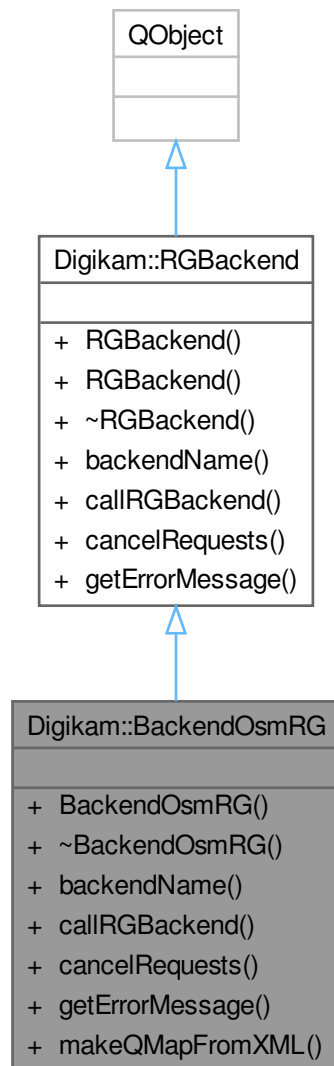 QObject
Digikam::RGBackend
+ RGBackend()
+ RGBackend()
+ ~RGBackend()
+ backendName()
+ callRGBackend()
+ cancelRequests()
+ getErrorMessage()
Digikam::BackendOsmRG
+ BackendOsmRG()
+ ~BackendOsmRG()
+ backendName()
+ callRGBackend()
+ cancelRequests()
+ getErrorMessage()
+ makeQMapFromXML()